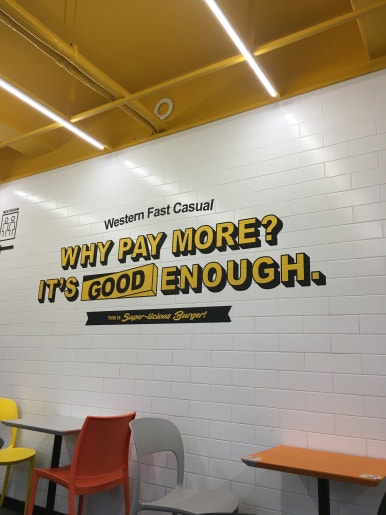 Western Fast Casual
WHY PAY MORE?
IT'S GOOD ENOUGH.
THIS IS Super-licious Burger!